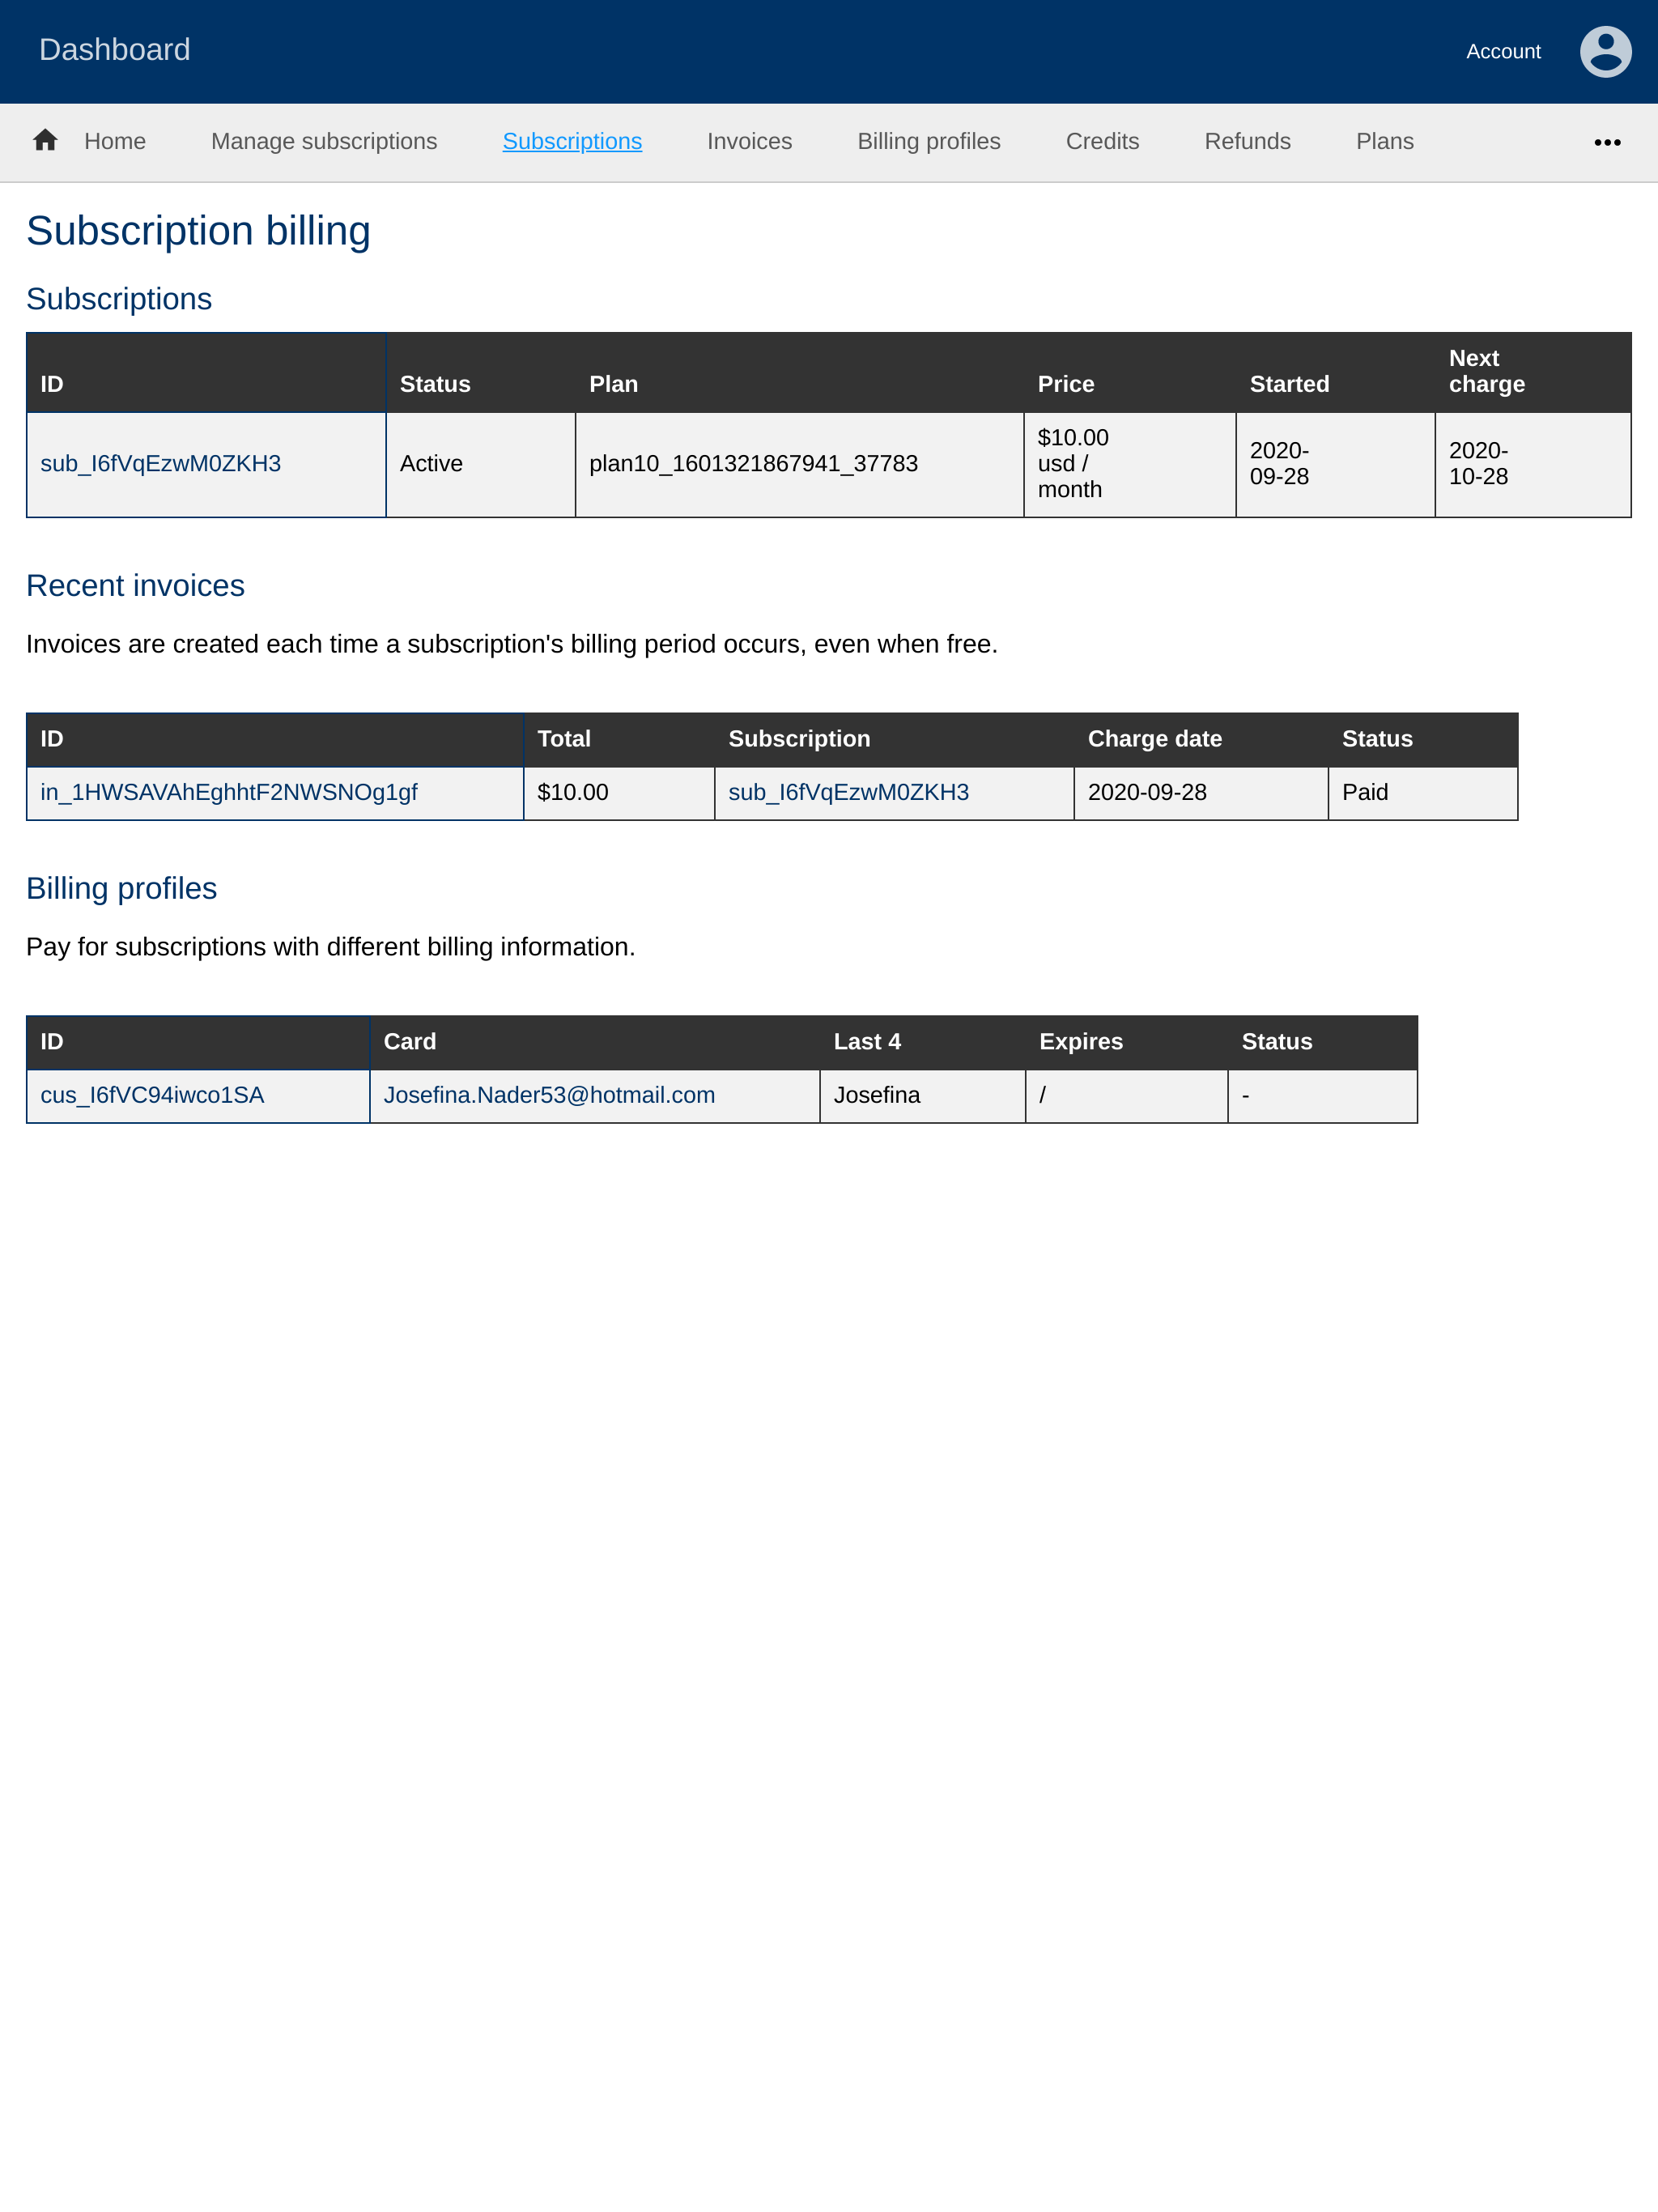 Dashboard
Account
Home Manage subscriptions Subscriptions Invoices Billing profiles Credits Refunds Plans
Subscription billing
Subscriptions
ID Status Plan Price Started Next charge
sub_I6fVqEzwM0ZKH3 Active plan10_1601321867941_37783 $10.00 usd / month 2020-09-28 2020-10-28
Recent invoices
Invoices are created each time a subscription's billing period occurs, even when free.
ID Total Subscription Charge date Status
in_1HWSAVAhEghhtF2NWSNOg1gf $10.00 sub_I6fVqEzwM0ZKH3 2020-09-28 Paid
Billing profiles
Pay for subscriptions with different billing information.
ID Card Last 4 Expires Status
cus_I6fVC94iwco1SA Josefina.Nader53@hotmail.com Josefina / -